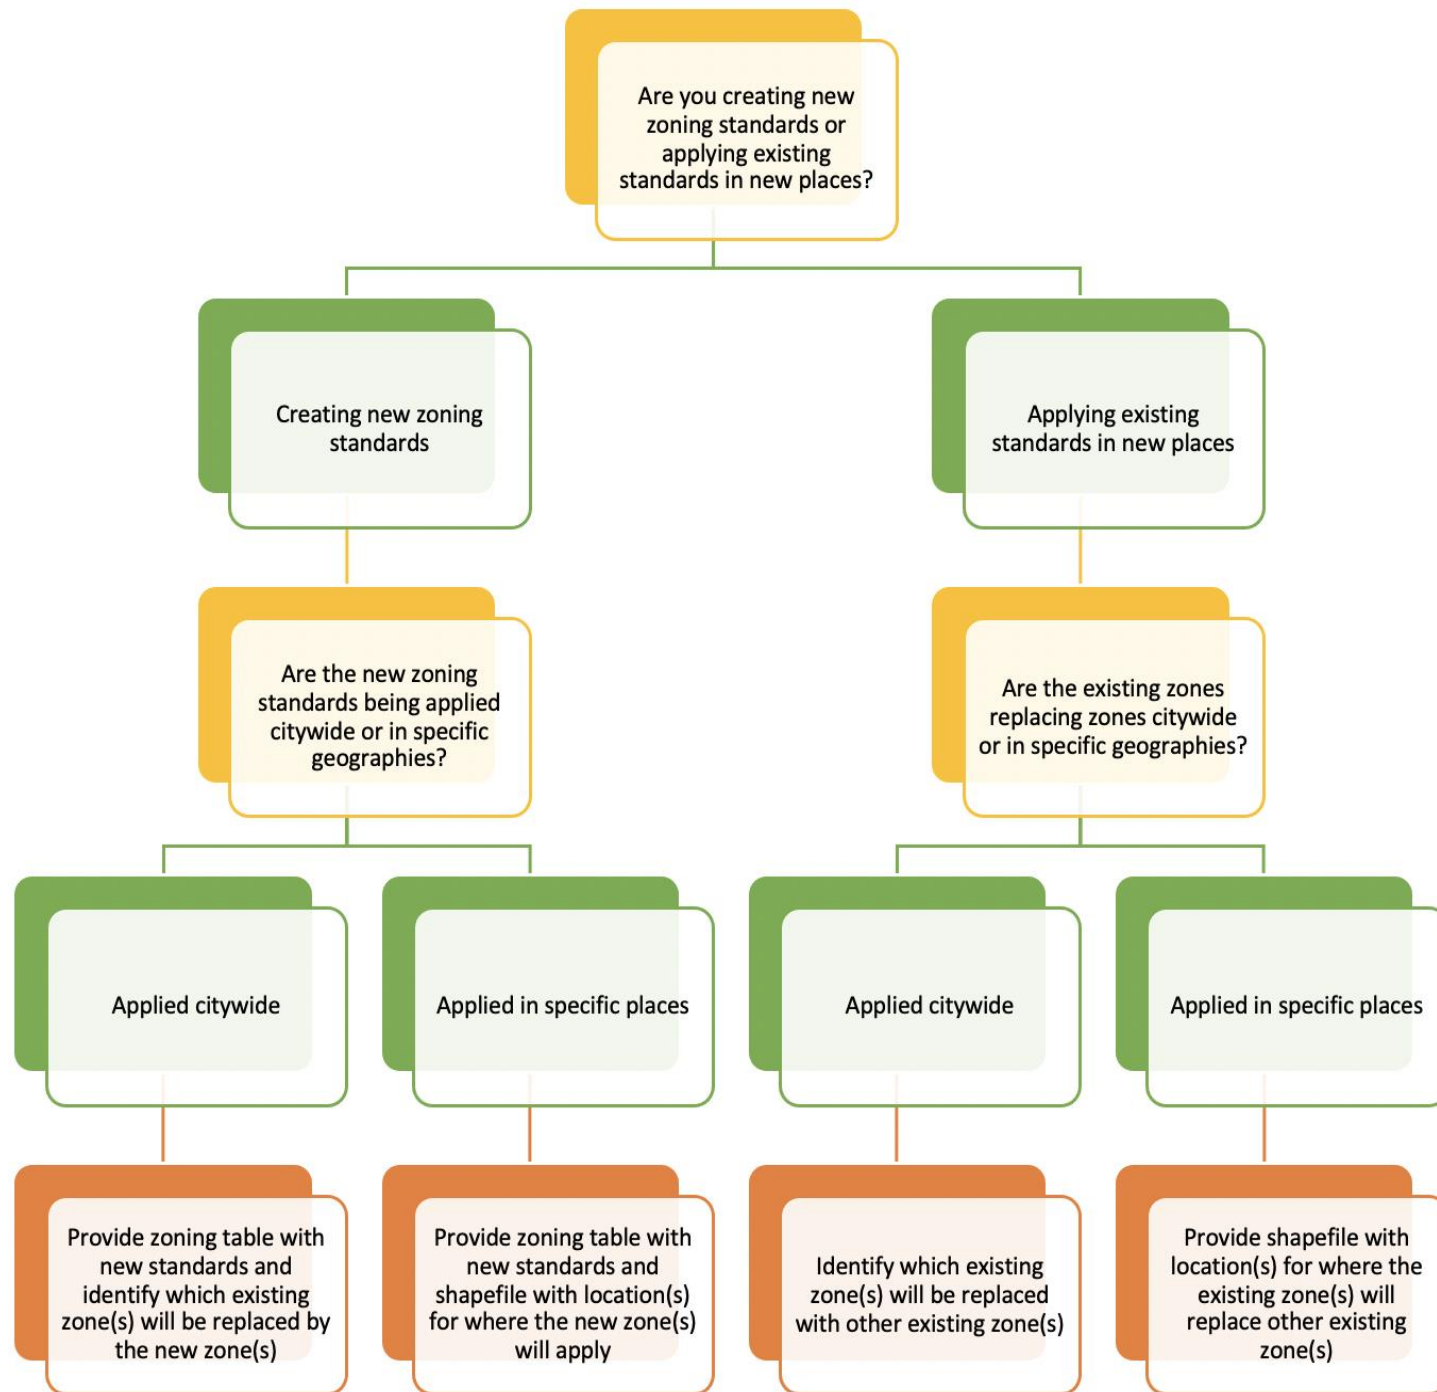 Are you creating new
zoning standards or
applying existing
standards in new places?
Creating new zoning
standards
Applying existing
standards in new places
Are the new zoning
standards being applied
citywide or in specific
geographies?
Are the existing zones
replacing zones citywide
or in specific geographies?
Applied citywide
Applied in specific places
Applied citywide
Applied in specific places
Provide zoning table with
new standards and
identify which existing
zone(s) will be replaced by
the new zone(s)
Provide zoning table with
new standards and
shapefile with location(s)
for where the new zone(s)
will apply
Identify which existing
zone(s) will be replaced
with other existing zone(s)
Provide shapefile with
location(s) for where the
existing zone(s) will
replace other existing
zone(s)